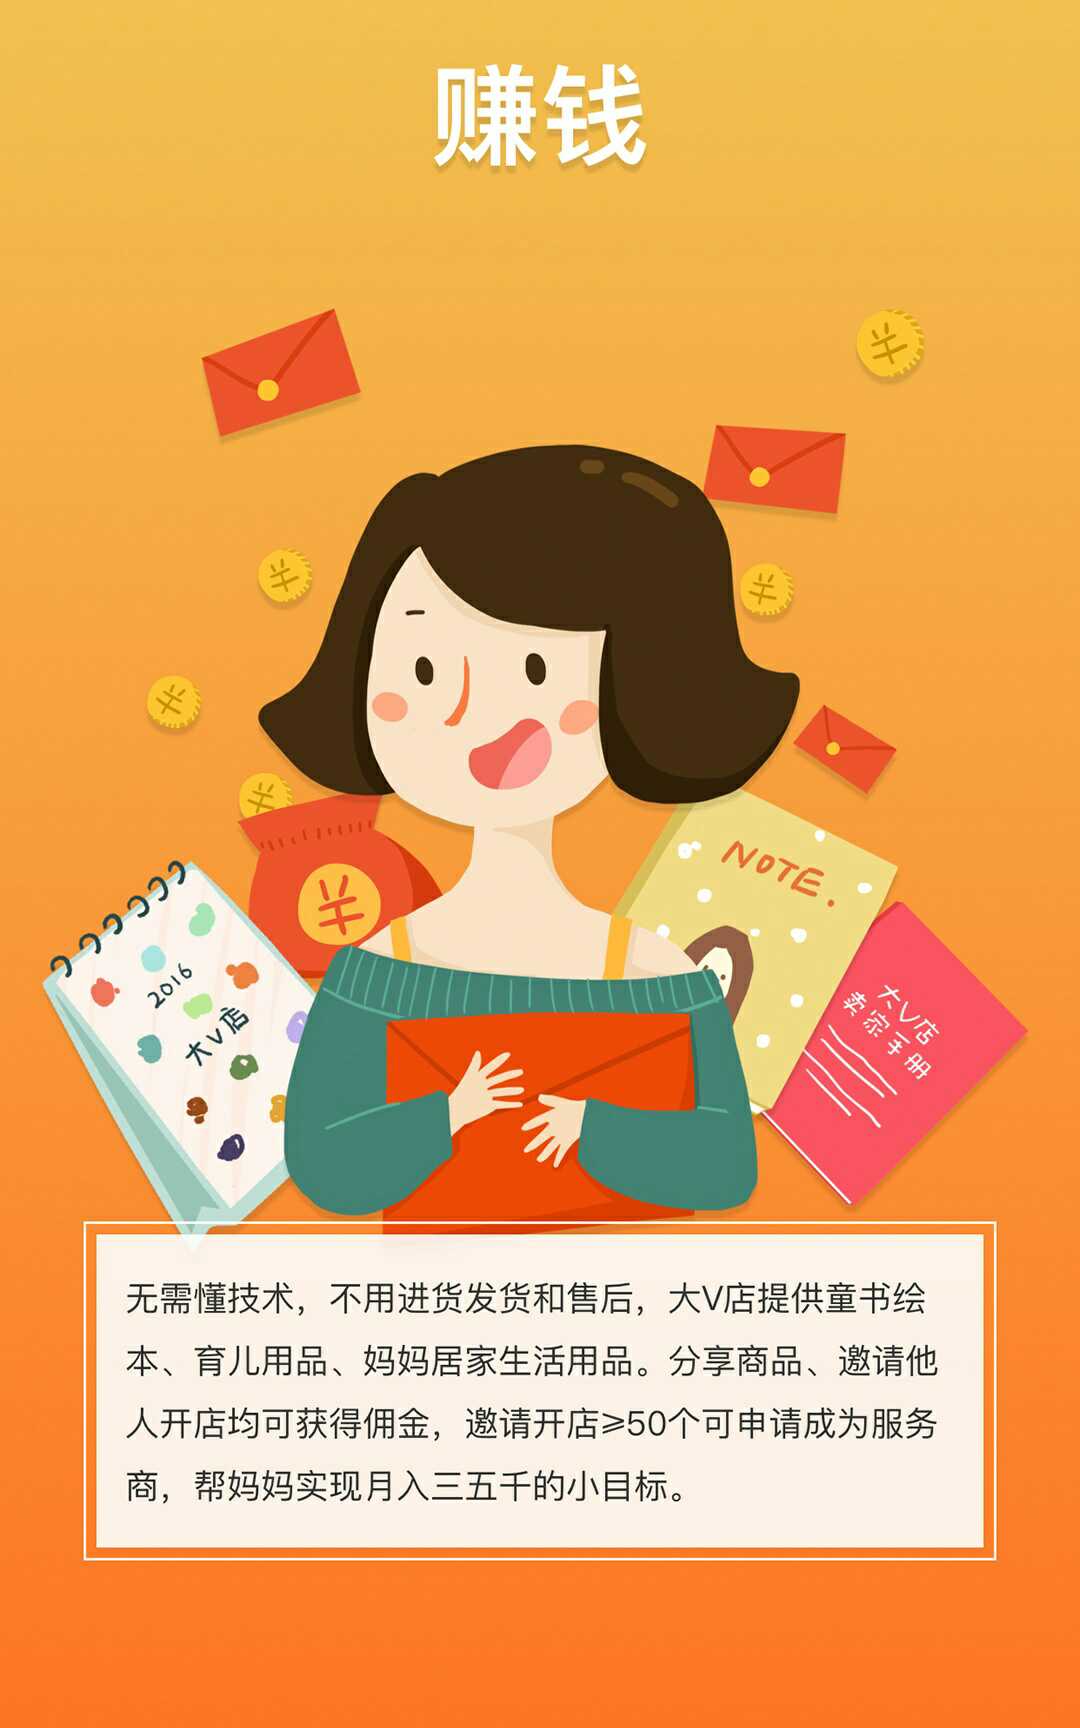 赚钱
NOTE.
2016
大V店
大V店
卖家手册
无需懂技术，不用进货发货和售后，大V店提供童书绘
本、育儿用品、妈妈居家生活用品。分享商品、邀请他
人开店均可获得佣金，邀请开店≥50个可申请成为服务
商，帮妈妈实现月入三五千的小目标。